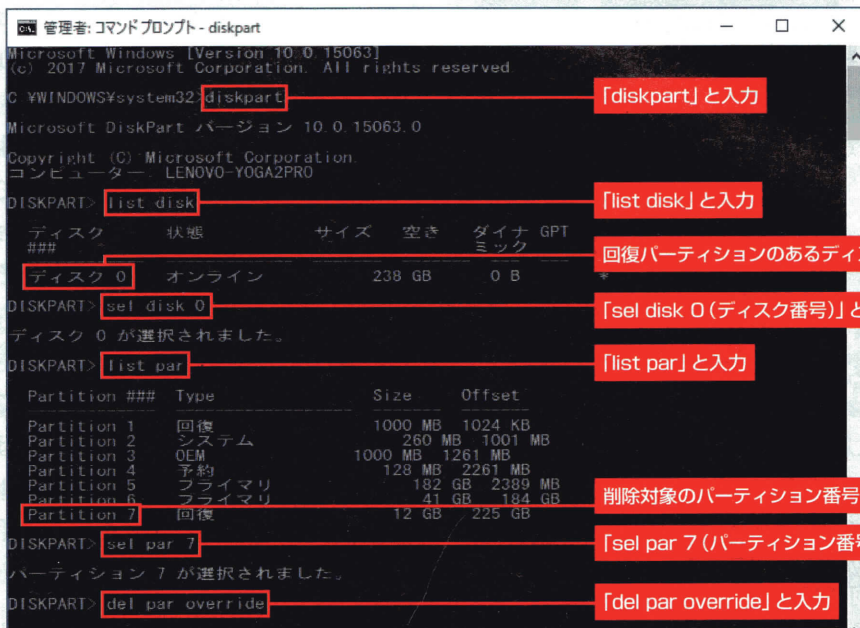 管理者: コマンド プロンプト - diskpart
Microsoft Windows [Version 10.0.15063]
(c) 2017 Microsoft Corporation. All rights reserved.
C:¥WINDOWS¥system32>diskpart
「diskpart」と入力
Microsoft DiskPart バージョン 10.0.15063.0
Copyright (C) Microsoft Corporation.
コンピューター: LENOVO-YOGA2PRO
DISKPART> list disk
「list disk」と入力
ディスク 状態 サイズ 空き ダイナ GPT
### ミック
回復パーティションのあるディ
ディスク 0 オンライン 238 GB 0 B *
DISKPART> sel disk 0
「sel disk 0(ディスク番号)」と
ディスク 0 が選択されました。
DISKPART> list par
「list par」と入力
Partition ### Type Size Offset
Partition 1 回復 1000 MB 1024 KB
Partition 2 システム 260 MB 1001 MB
Partition 3 OEM 1000 MB 1261 MB
Partition 4 予約 128 MB 2261 MB
Partition 5 プライマリ 182 GB 2389 MB
Partition 6 プライマリ 41 GB 184 GB
削除対象のパーティション番号
Partition 7 回復 12 GB 225 GB
DISKPART> sel par 7
「sel par 7(パーティション番
パーティション 7 が選択されました。
DISKPART> del par override
「del par override」と入力